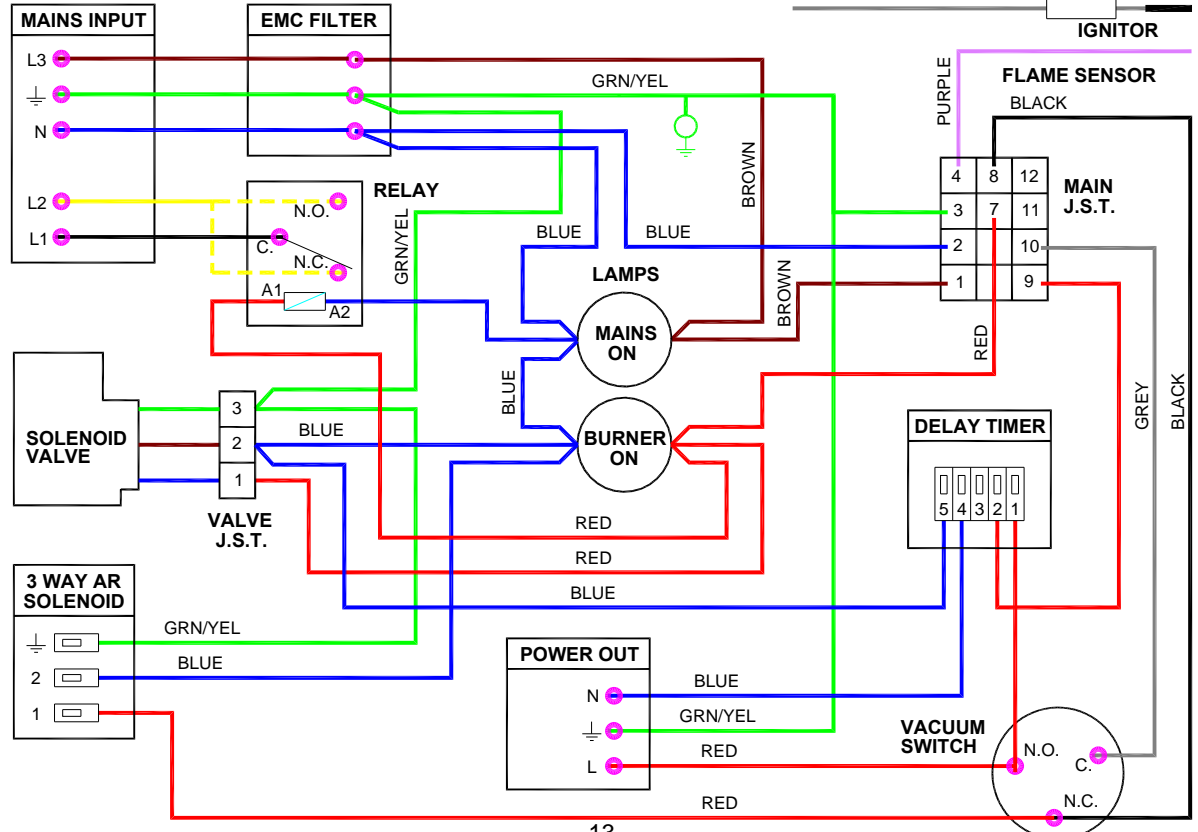 MAINS INPUT
EMC FILTER
IGNITOR
L3
GRN/YEL
PURPLE
FLAME SENSOR
BLACK
N
BROWN
4 8 12
MAIN
J.S.T.
3 7 11
2 10
1 9
RELAY
L2
N.O.
L1
C.
N.C.
GRN/YEL
BLUE
BLUE
LAMPS
A1
A2
BROWN
MAINS
ON
RED
GREY
BLACK
BLUE
SOLENOID
VALVE
3
2
1
BLUE
BURNER
ON
DELAY TIMER
5 4 3 2 1
VALVE
J.S.T.
RED
RED
BLUE
3 WAY AR
SOLENOID
GRN/YEL
2
BLUE
1
POWER OUT
N
BLUE
GRN/YEL
L
RED
VACUUM
SWITCH
N.O.
C.
N.C.
RED